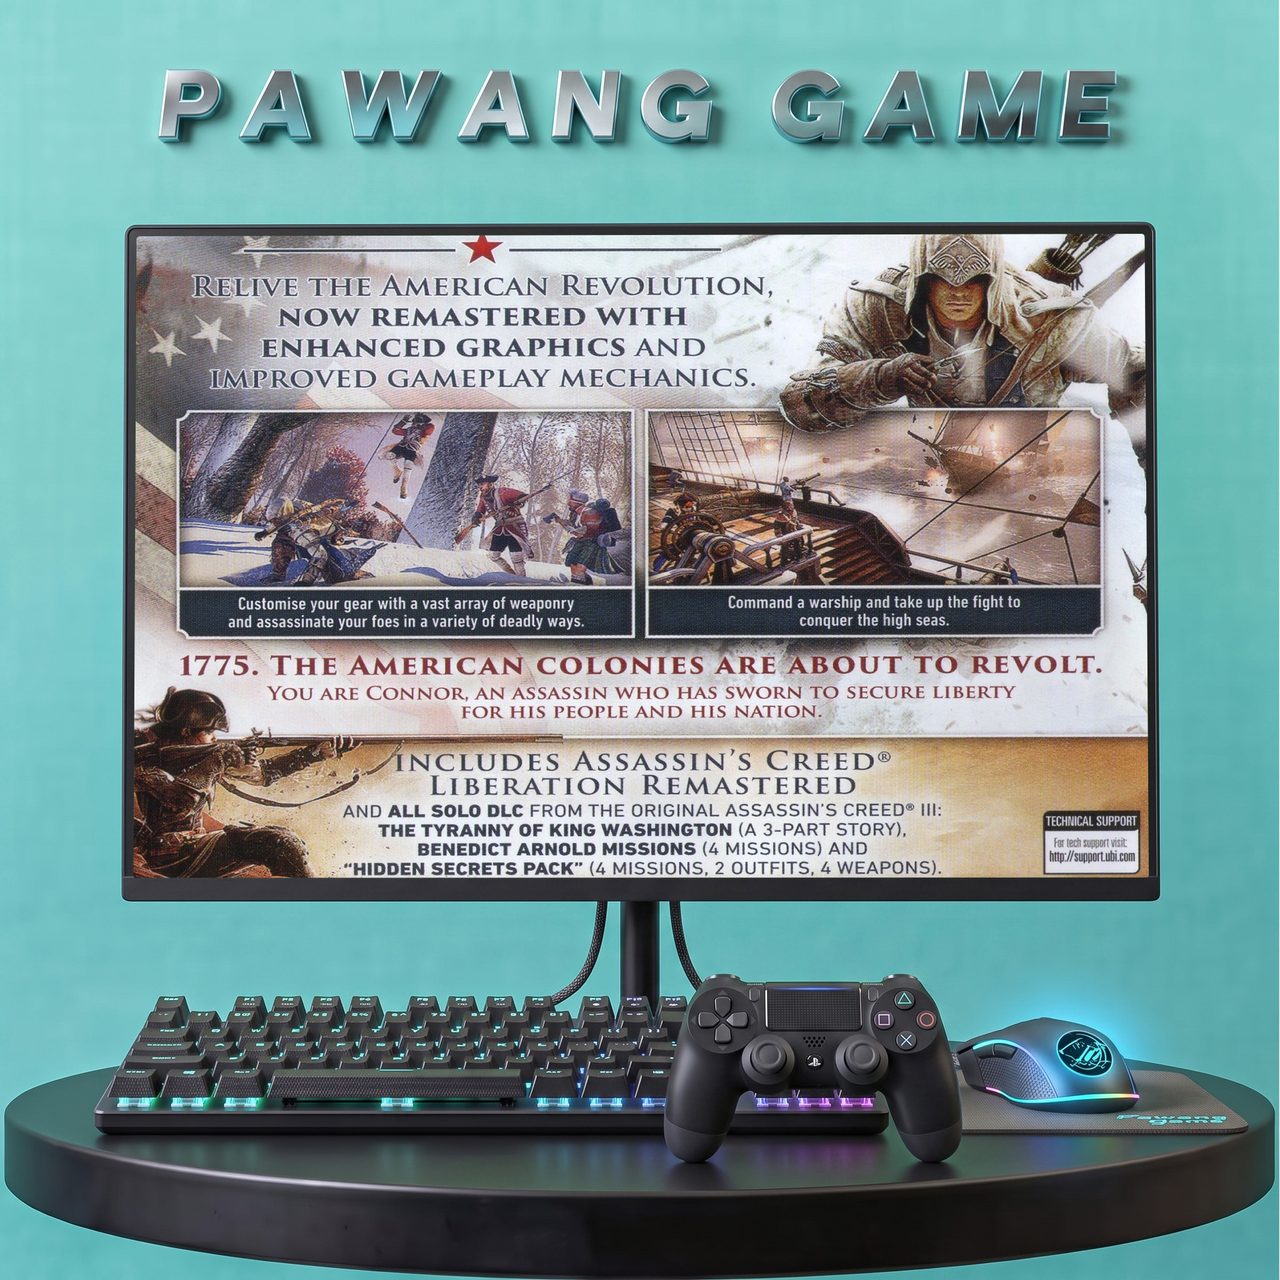 PAWANG GAME
RELIVE THE AMERICAN REVOLUTION,
NOW REMASTERED WITH
ENHANCED GRAPHICS AND
IMPROVED GAMEPLAY MECHANICS.
Customise your gear with a vast array of weaponry
and assassinate your foes in a variety of deadly ways.
Command a warship and take up the fight to
conquer the high seas.
1775. THE AMERICAN COLONIES ARE ABOUT TO REVOLT.
YOU ARE CONNOR, AN ASSASSIN WHO HAS SWORN TO SECURE LIBERTY
FOR HIS PEOPLE AND HIS NATION.
INCLUDES ASSASSIN'S CREED®
LIBERATION REMASTERED
AND ALL SOLO DLC FROM THE ORIGINAL ASSASSIN'S CREED® III:
THE TYRANNY OF KING WASHINGTON (A 3-PART STORY),
BENEDICT ARNOLD MISSIONS (4 MISSIONS) AND
“HIDDEN SECRETS PACK” (4 MISSIONS, 2 OUTFITS, 4 WEAPONS).
TECHNICAL SUPPORT
For tech support visit:
http://support.ubi.com
Pawang
game